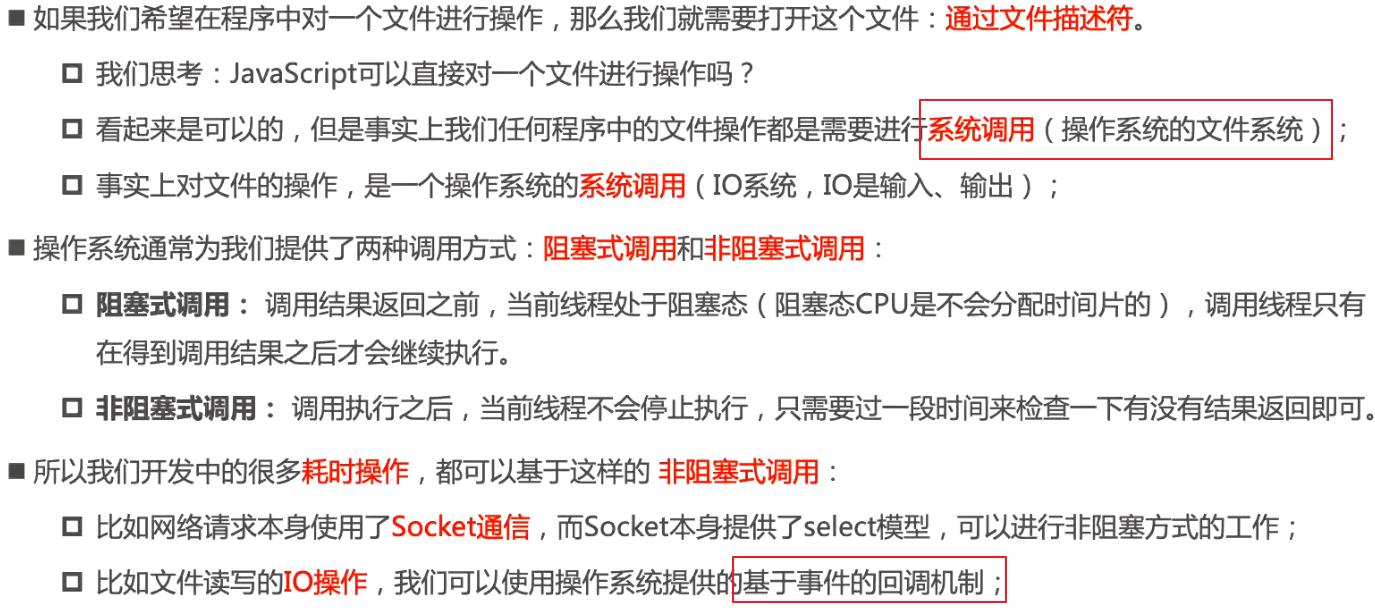 如果我们希望在程序中对一个文件进行操作，那么我们就需要打开这个文件：通过文件描述符。
我们思考：JavaScript可以直接对一个文件进行操作吗？
看起来是可以的，但是事实上我们任何程序中的文件操作都是需要进行系统调用（操作系统的文件系统）；
事实上对文件的操作，是一个操作系统的系统调用（IO系统，IO是输入、输出）；
操作系统通常为我们提供了两种调用方式：阻塞式调用和非阻塞式调用：
阻塞式调用： 调用结果返回之前，当前线程处于阻塞态（阻塞态CPU是不会分配时间片的），调用线程只有
在得到调用结果之后才会继续执行。
非阻塞式调用： 调用执行之后，当前线程不会停止执行，只需要过一段时间来检查一下有没有结果返回即可。
所以我们开发中的很多耗时操作，都可以基于这样的 非阻塞式调用：
比如网络请求本身使用了Socket通信，而Socket本身提供了select模型，可以进行非阻塞方式的工作；
比如文件读写的IO操作，我们可以使用操作系统提供的基于事件的回调机制；